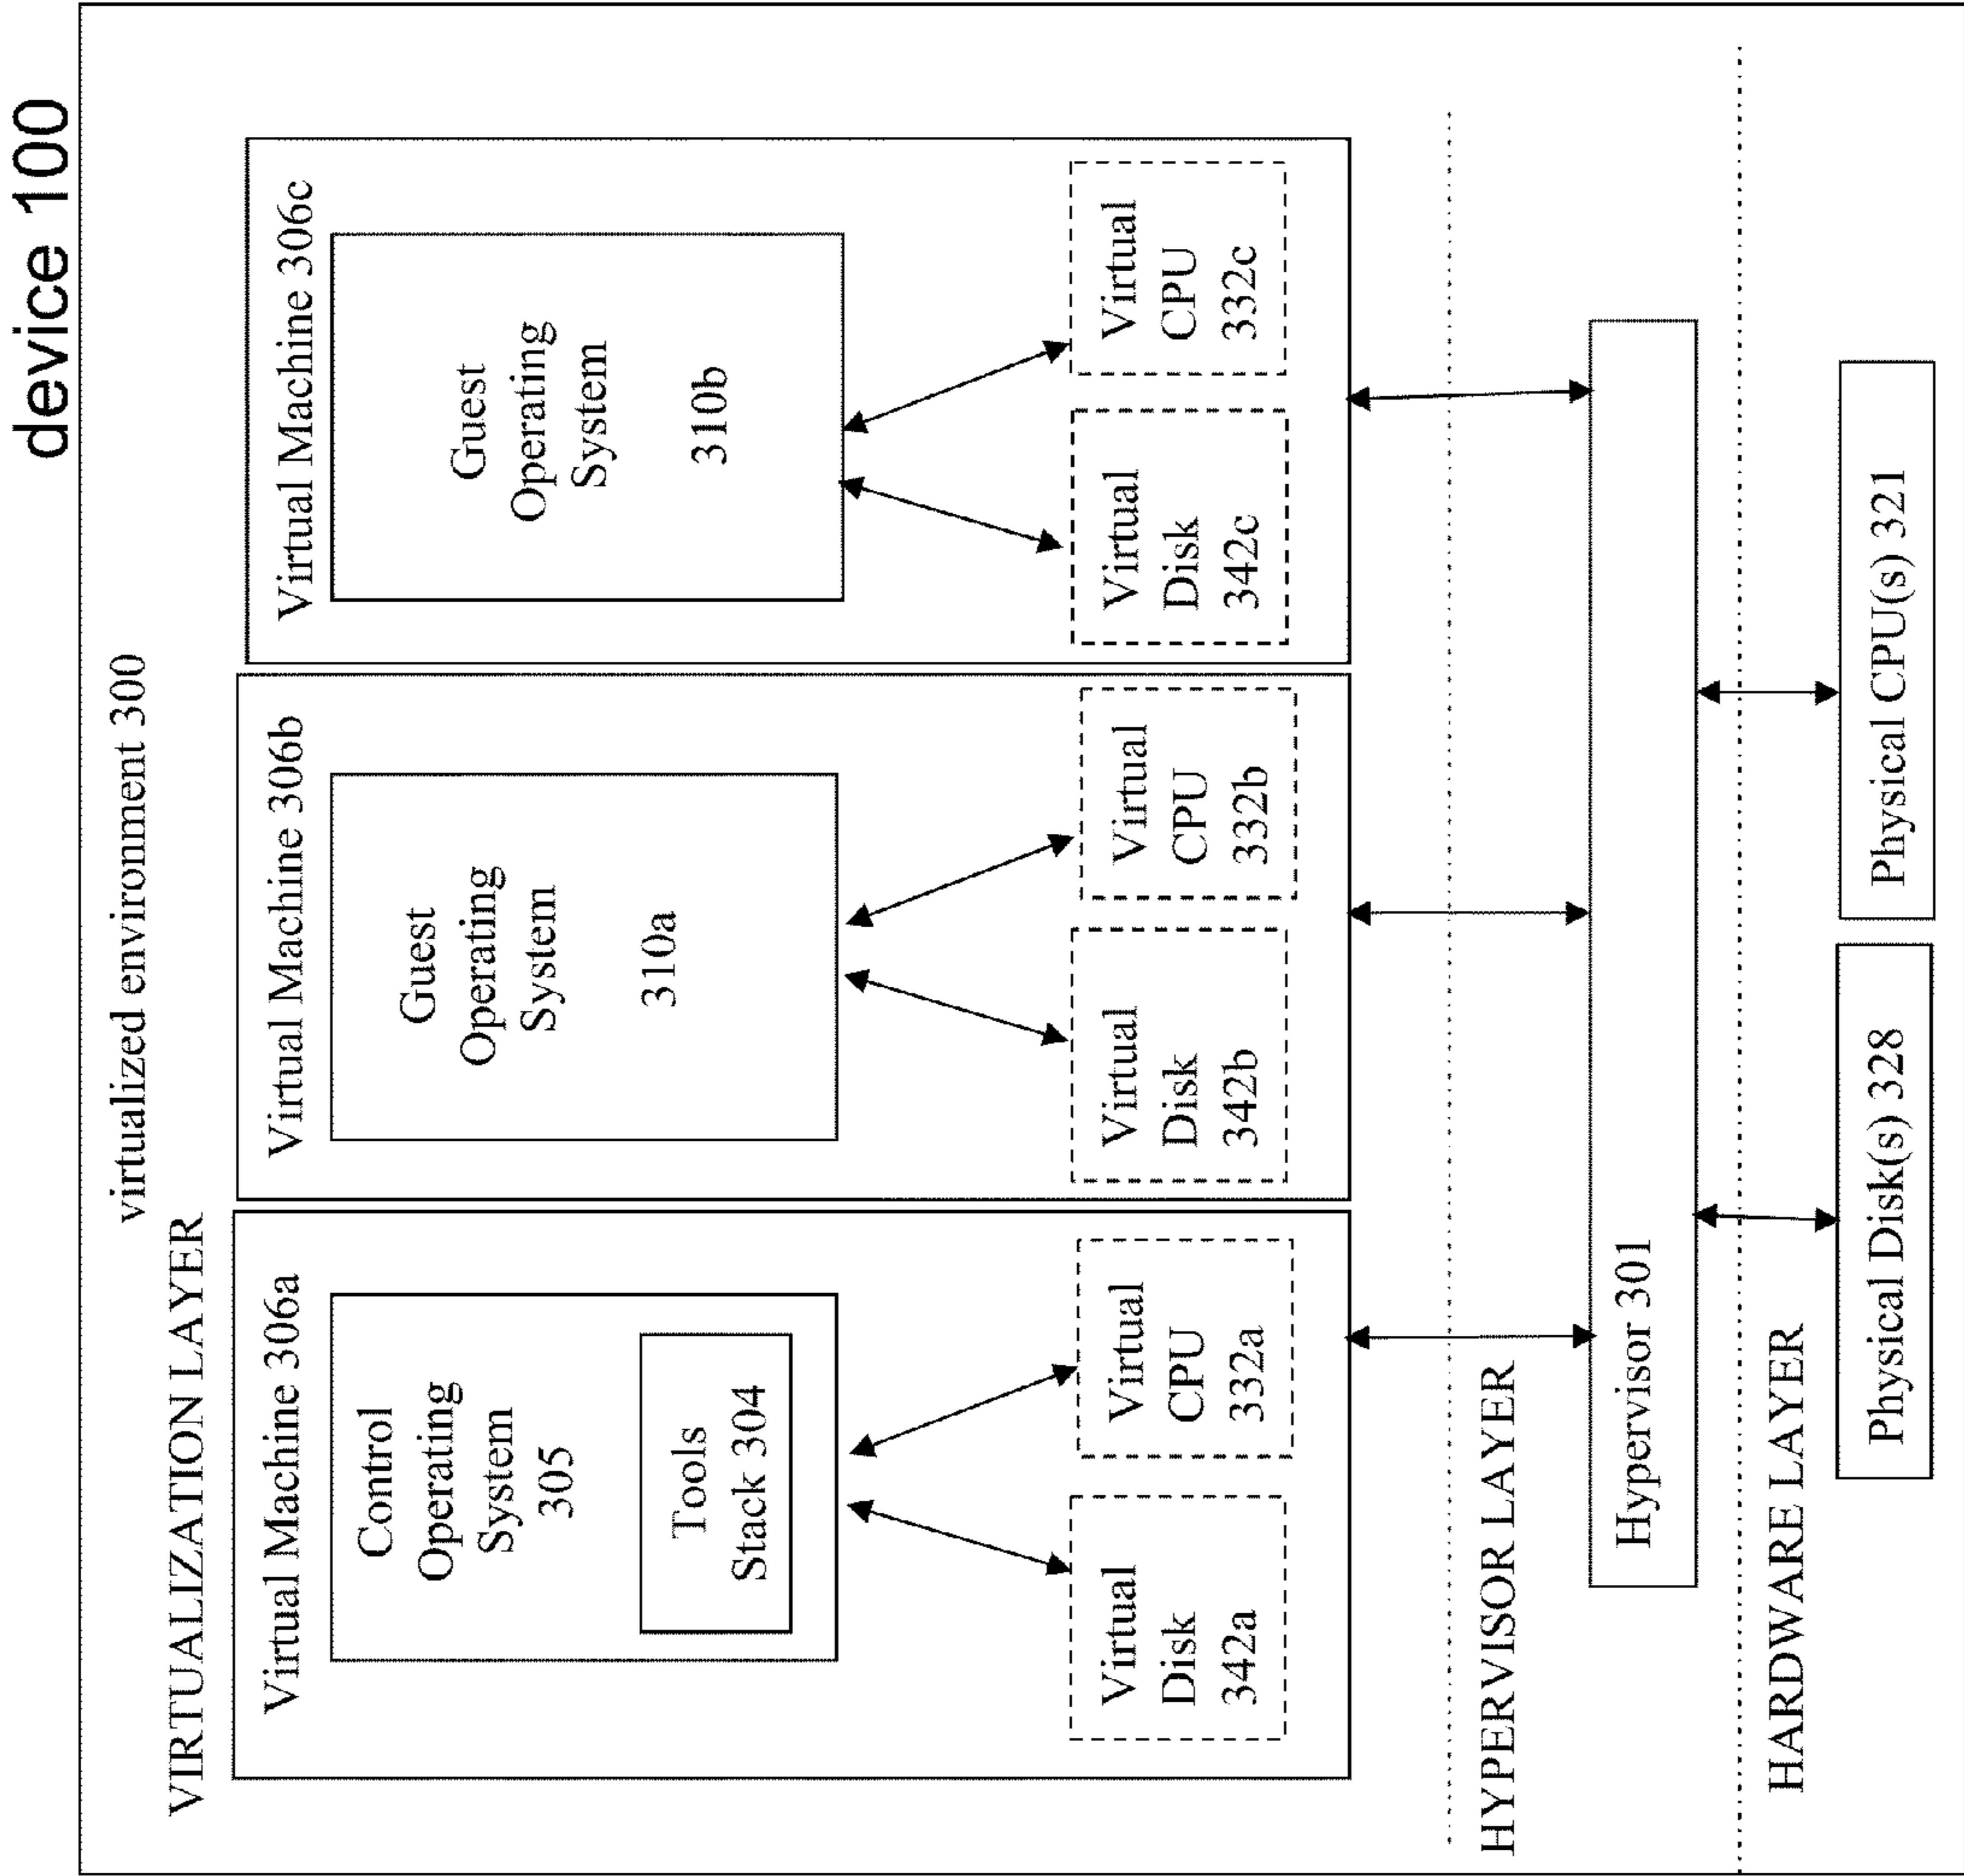 device 100
virtualized environment 300
VIRTUALIZATION LAYER
Virtual Machine 306a
Control
Operating
System
305
Tools
Stack 304
Virtual
Disk
342a
Virtual
CPU
332a
Virtual Machine 306b
Guest
Operating
System
310a
Virtual
Disk
342b
Virtual
CPU
332b
Virtual Machine 306c
Guest
Operating
System
310b
Virtual
Disk
342c
Virtual
CPU
332c
HYPERVISOR LAYER
Hypervisor 301
HARDWARE LAYER
Physical Disk(s) 328
Physical CPU(s) 321